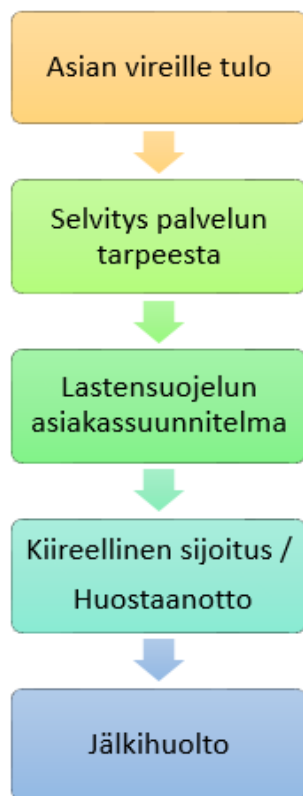 Asian vireille tulo
Selvitys palvelun
tarpeesta
Lastensuojelun
asiakassuunnitelma
Kiireellinen sijoitus /
Huostaanotto
Jälkihuolto